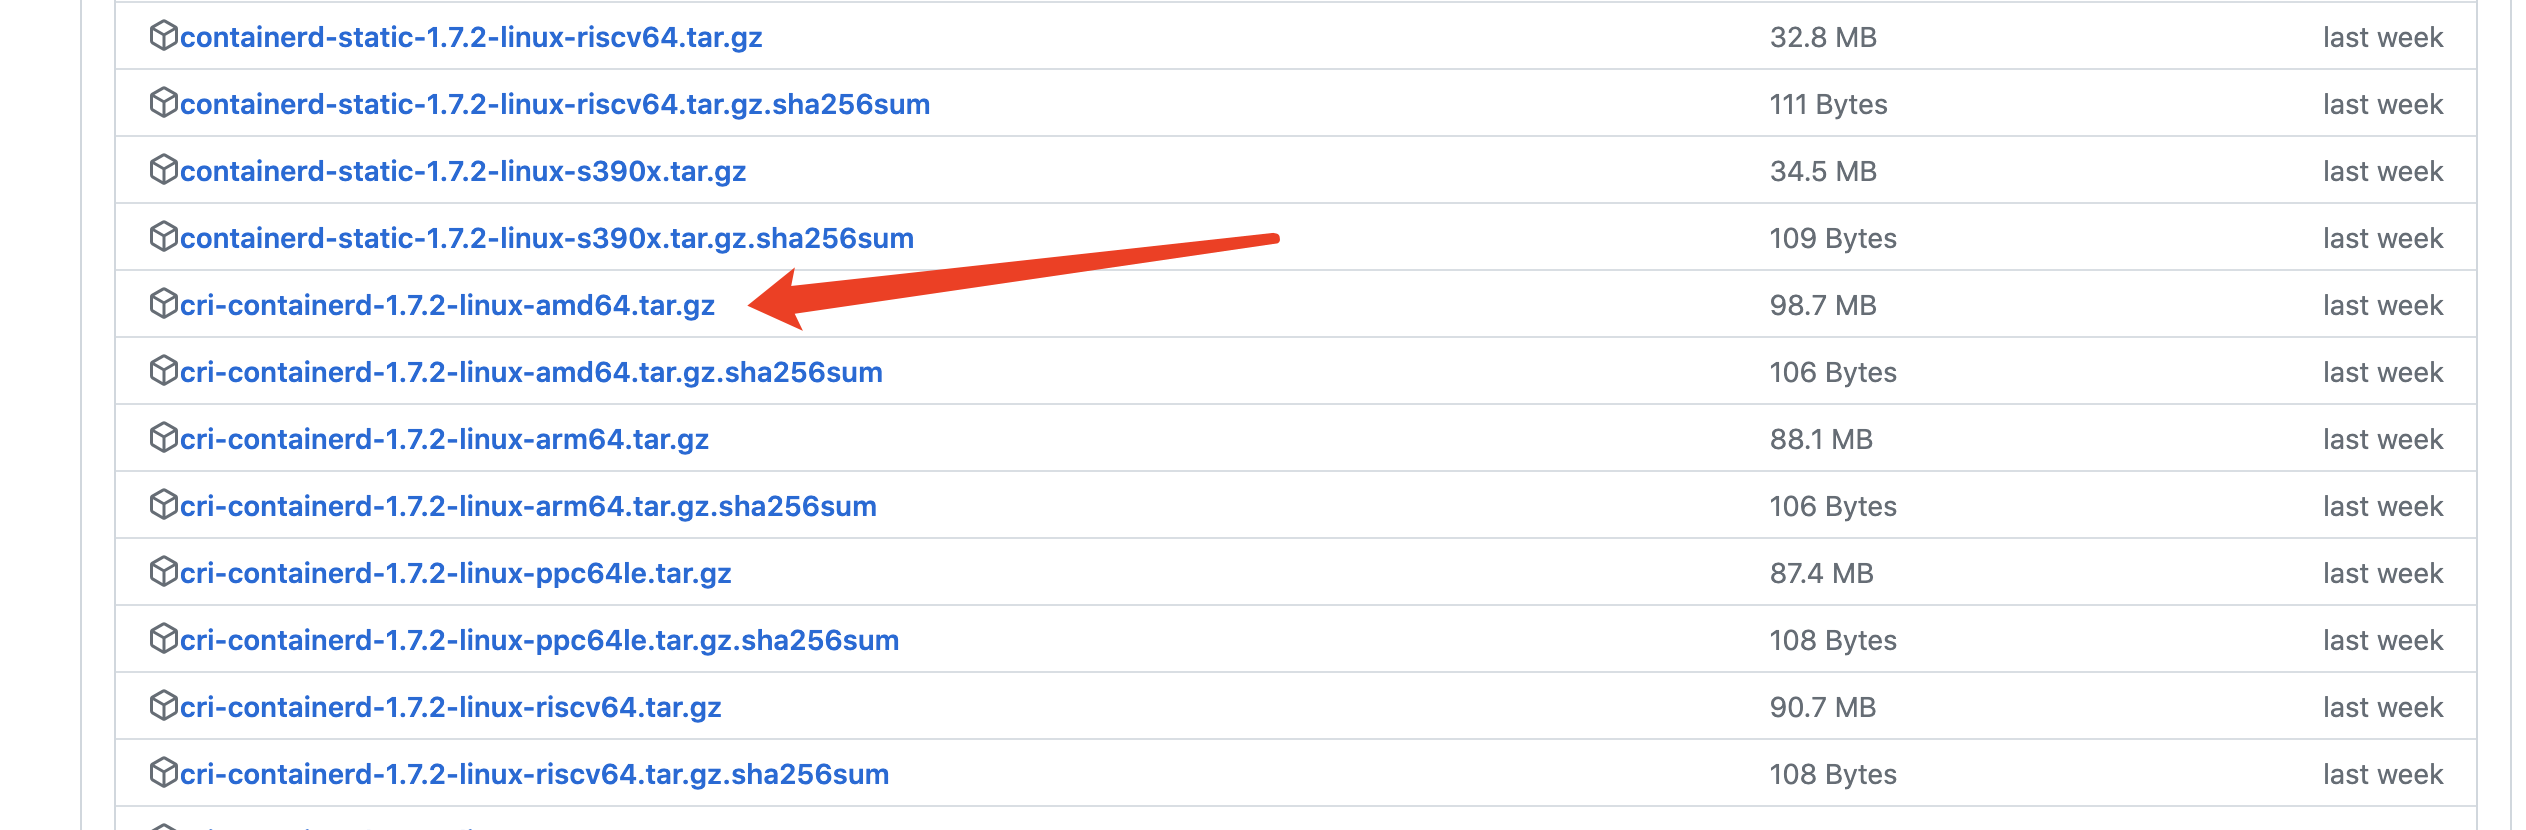 containerd-static-1.7.2-linux-riscv64.tar.gz 32.8 MB last week
containerd-static-1.7.2-linux-riscv64.tar.gz.sha256sum 111 Bytes last week
containerd-static-1.7.2-linux-s390x.tar.gz 34.5 MB last week
containerd-static-1.7.2-linux-s390x.tar.gz.sha256sum 109 Bytes last week
cri-containerd-1.7.2-linux-amd64.tar.gz 98.7 MB last week
cri-containerd-1.7.2-linux-amd64.tar.gz.sha256sum 106 Bytes last week
cri-containerd-1.7.2-linux-arm64.tar.gz 88.1 MB last week
cri-containerd-1.7.2-linux-arm64.tar.gz.sha256sum 106 Bytes last week
cri-containerd-1.7.2-linux-ppc64le.tar.gz 87.4 MB last week
cri-containerd-1.7.2-linux-ppc64le.tar.gz.sha256sum 108 Bytes last week
cri-containerd-1.7.2-linux-riscv64.tar.gz 90.7 MB last week
cri-containerd-1.7.2-linux-riscv64.tar.gz.sha256sum 108 Bytes last week